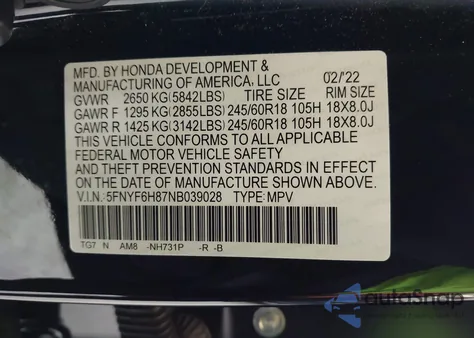 MFD. BY HONDA DEVELOPMENT &
MANUFACTURING OF AMERICA, LLC 02/22
GVWR 2650 KG(5842LBS) TIRE SIZE RIM SIZE
GAWR F 1295 KG(2855LBS) 245/60R18 105H 18X8.0J
GAWR R 1425 KG(3142LBS) 245/60R18 105H 18X8.0J
THIS VEHICLE CONFORMS TO ALL APPLICABLE
FEDERAL MOTOR VEHICLE SAFETY
AND THEFT PREVENTION STANDARDS IN EFFECT
ON THE DATE OF MANUFACTURE SHOWN ABOVE.
V.I.N.:5FNYF6H87NB039028 TYPE:MPV
TG7 N AM8 -NH731P -R -B
autoSnap